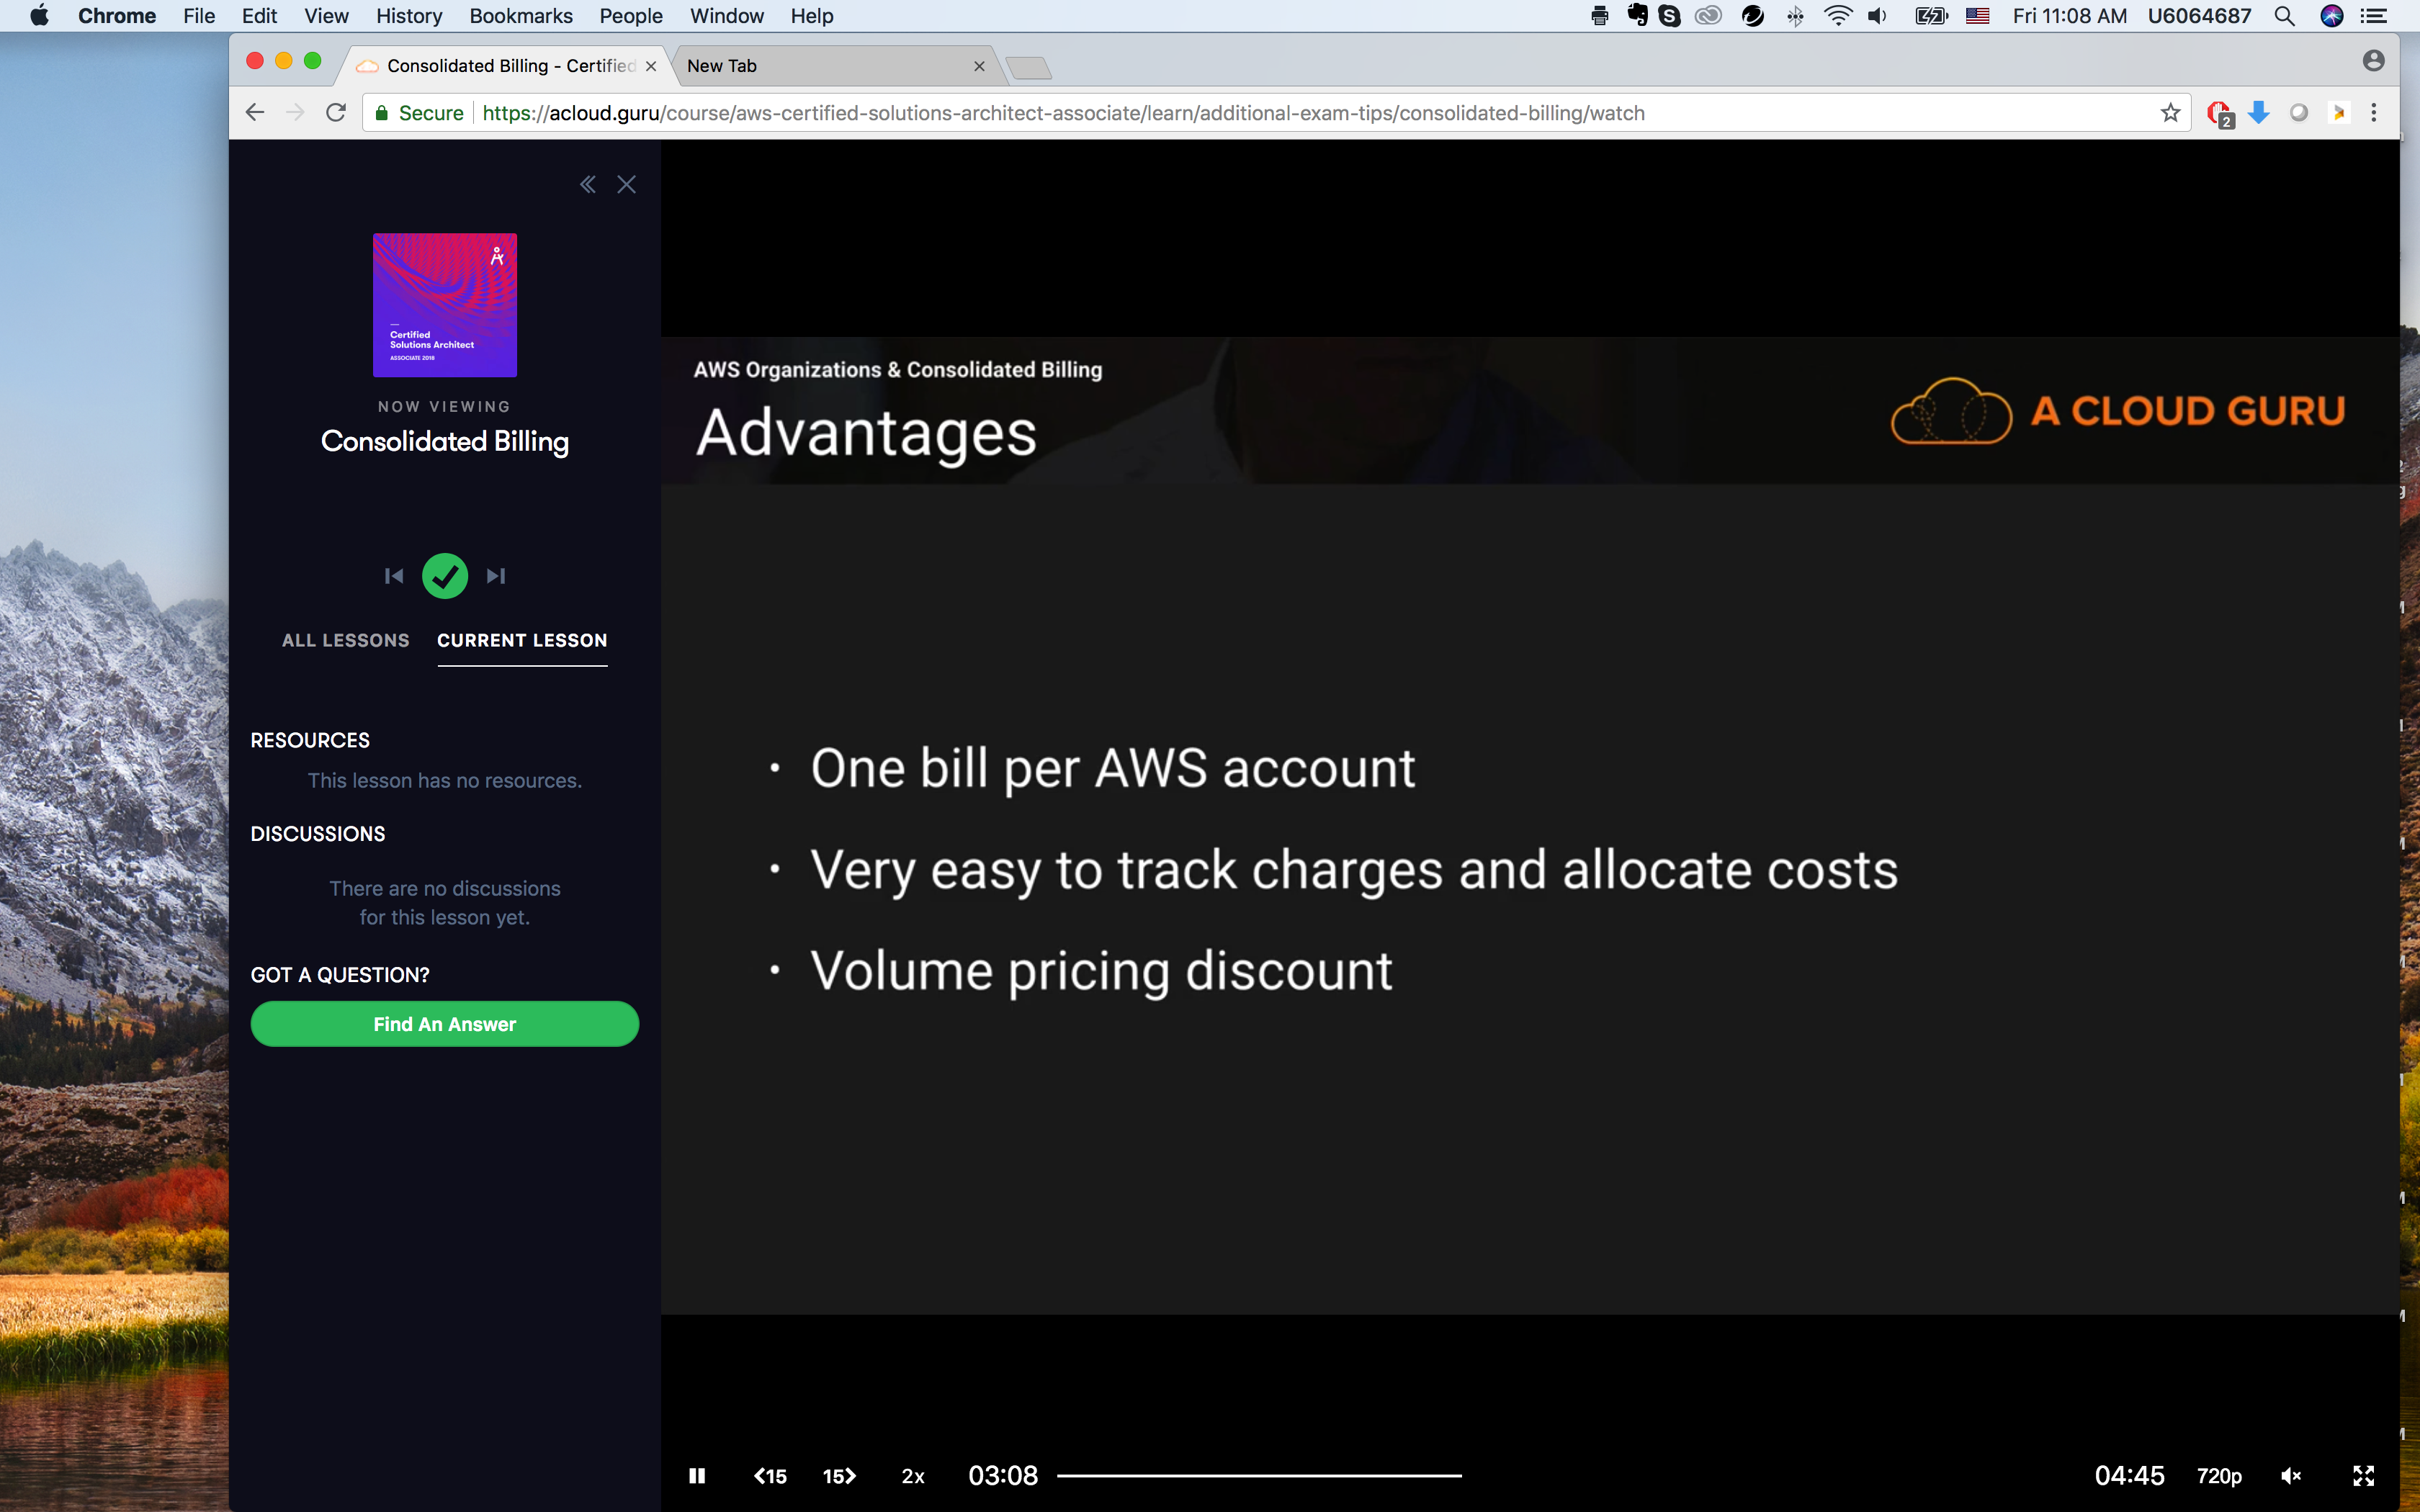 Chrome File Edit View History Bookmarks People Window Help
Fri 11:08 AM U6064687
Consolidated Billing - Certified
New Tab
Secure https://acloud.guru/course/aws-certified-solutions-architect-associate/learn/additional-exam-tips/consolidated-billing/watch
2
Certified
Solutions Architect
ASSOCIATE 2018
NOW VIEWING
Consolidated Billing
ALL LESSONS CURRENT LESSON
RESOURCES
This lesson has no resources.
DISCUSSIONS
There are no discussions
for this lesson yet.
GOT A QUESTION?
Find An Answer
AWS Organizations & Consolidated Billing
Advantages
A CLOUD GURU
• One bill per AWS account
• Very easy to track charges and allocate costs
• Volume pricing discount
15 15 2x 03:08 04:45 720p